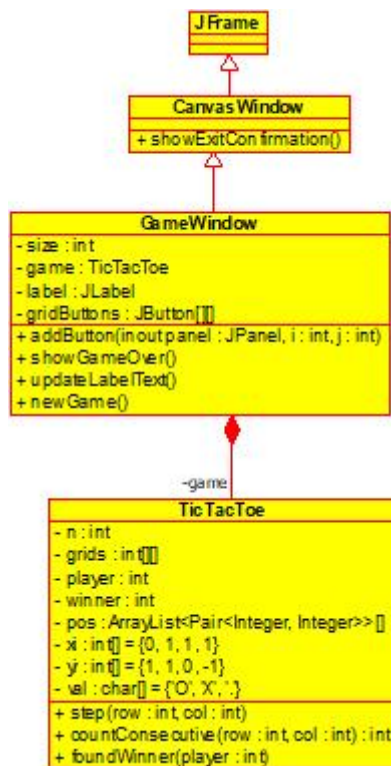 JFrame
CanvasWindow
+ showExitConfirmation()
GameWindow
- size : int
- game : TicTacToe
- label : JLabel
- gridButtons : JButton[][]
+ addButton(inout panel : JPanel, i : int, j : int)
+ showGameOver()
+ updateLabelText()
+ newGame()
-game
TicTacToe
- n : int
- grids : int[][]
- player : int
- winner : int
- pos : ArrayList<Pair<Integer, Integer>>[]
- xi : int[] = {0, 1, 1, 1}
- yi : int[] = {1, 1, 0, -1}
- val : char[] = {'O', 'X', '.'}
+ step(row : int, col : int)
+ countConsecutive(row : int, col : int) : int
+ foundWinner(player : int)